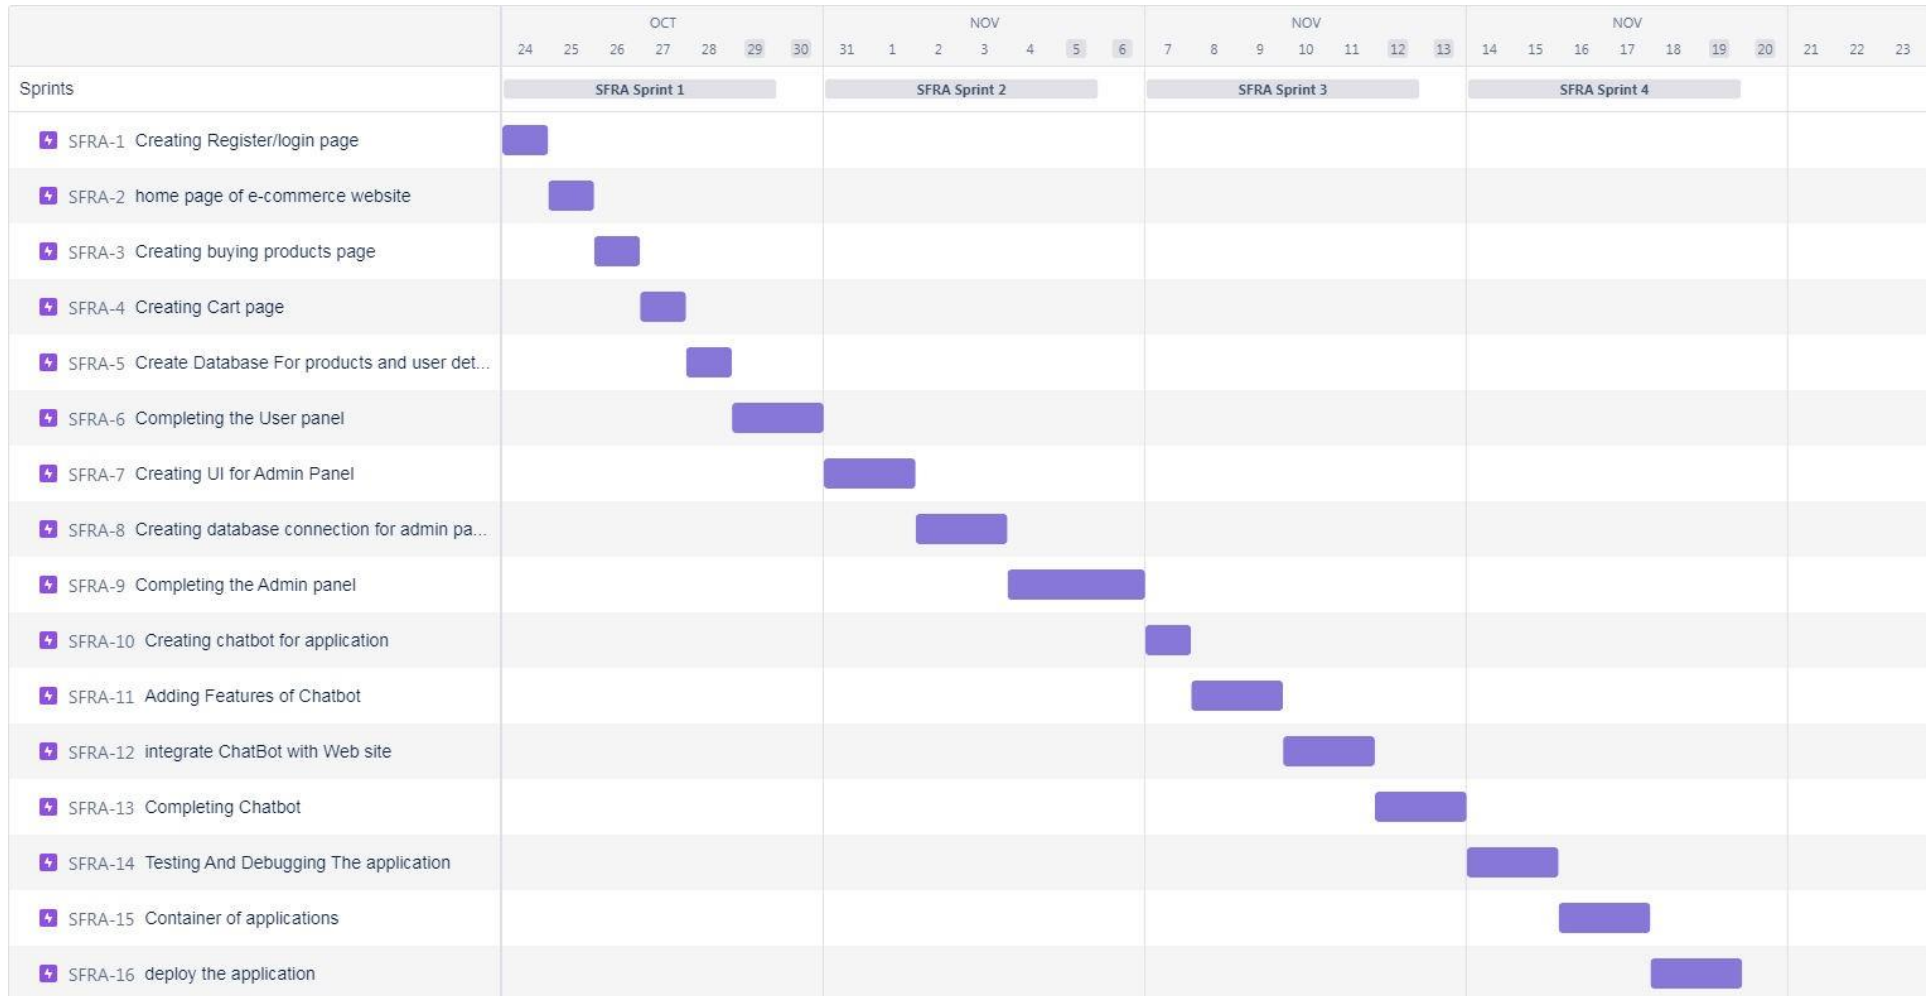 OCT NOV NOV NOV
24 25 26 27 28 29 30 31 1 2 3 4 5 6 7 8 9 10 11 12 13 14 15 16 17 18 19 20 21 22 23
Sprints SFRA Sprint 1 SFRA Sprint 2 SFRA Sprint 3 SFRA Sprint 4
SFRA-1 Creating Register/login page
SFRA-2 home page of e-commerce website
SFRA-3 Creating buying products page
SFRA-4 Creating Cart page
SFRA-5 Create Database For products and user det...
SFRA-6 Completing the User panel
SFRA-7 Creating UI for Admin Panel
SFRA-8 Creating database connection for admin pa...
SFRA-9 Completing the Admin panel
SFRA-10 Creating chatbot for application
SFRA-11 Adding Features of Chatbot
SFRA-12 integrate ChatBot with Web site
SFRA-13 Completing Chatbot
SFRA-14 Testing And Debugging The application
SFRA-15 Container of applications
SFRA-16 deploy the application